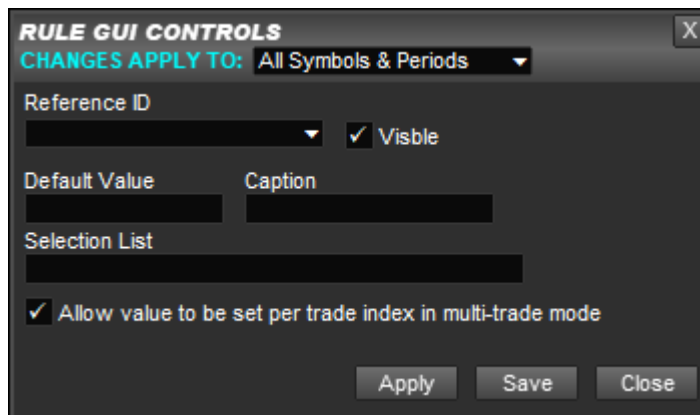 RULE GUI CONTROLS
X
CHANGES APPLY TO: All Symbols & Periods
Reference ID
Visble
Default Value Caption
Selection List
Allow value to be set per trade index in multi-trade mode
Apply Save Close